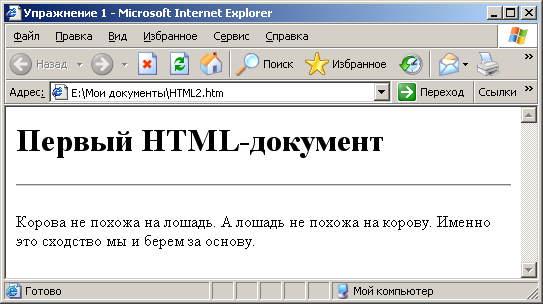 Упражнение 1 - Microsoft Internet Explorer
Файл Правка Вид Избранное Сервис Справка
Назад Поиск Избранное »
Адрес: E:\Мои документы\HTML2.htm Переход Ссылки »
Первый HTML-документ
Корова не похожа на лошадь. А лошадь не похожа на корову. Именно
это сходство мы и берем за основу.
Готово Мой компьютер